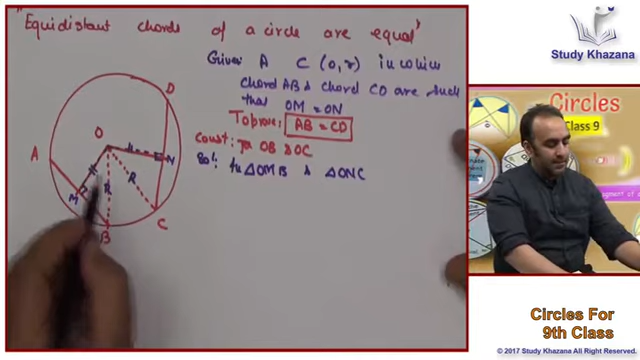 "Equidistant chords of a circle are equal"
Given A C (O, r) in which
chord AB & chord CD are such
that OM = ON
To prove: AB = CD
Const: Join OB & OC
Sol: In △OMB & △ONC
D
O
A
N
M
R
R
B
C
Study Khazana
Circles
Class 9
Circles For
9th Class
© 2017 Study Khazana. All Rights Reserved.